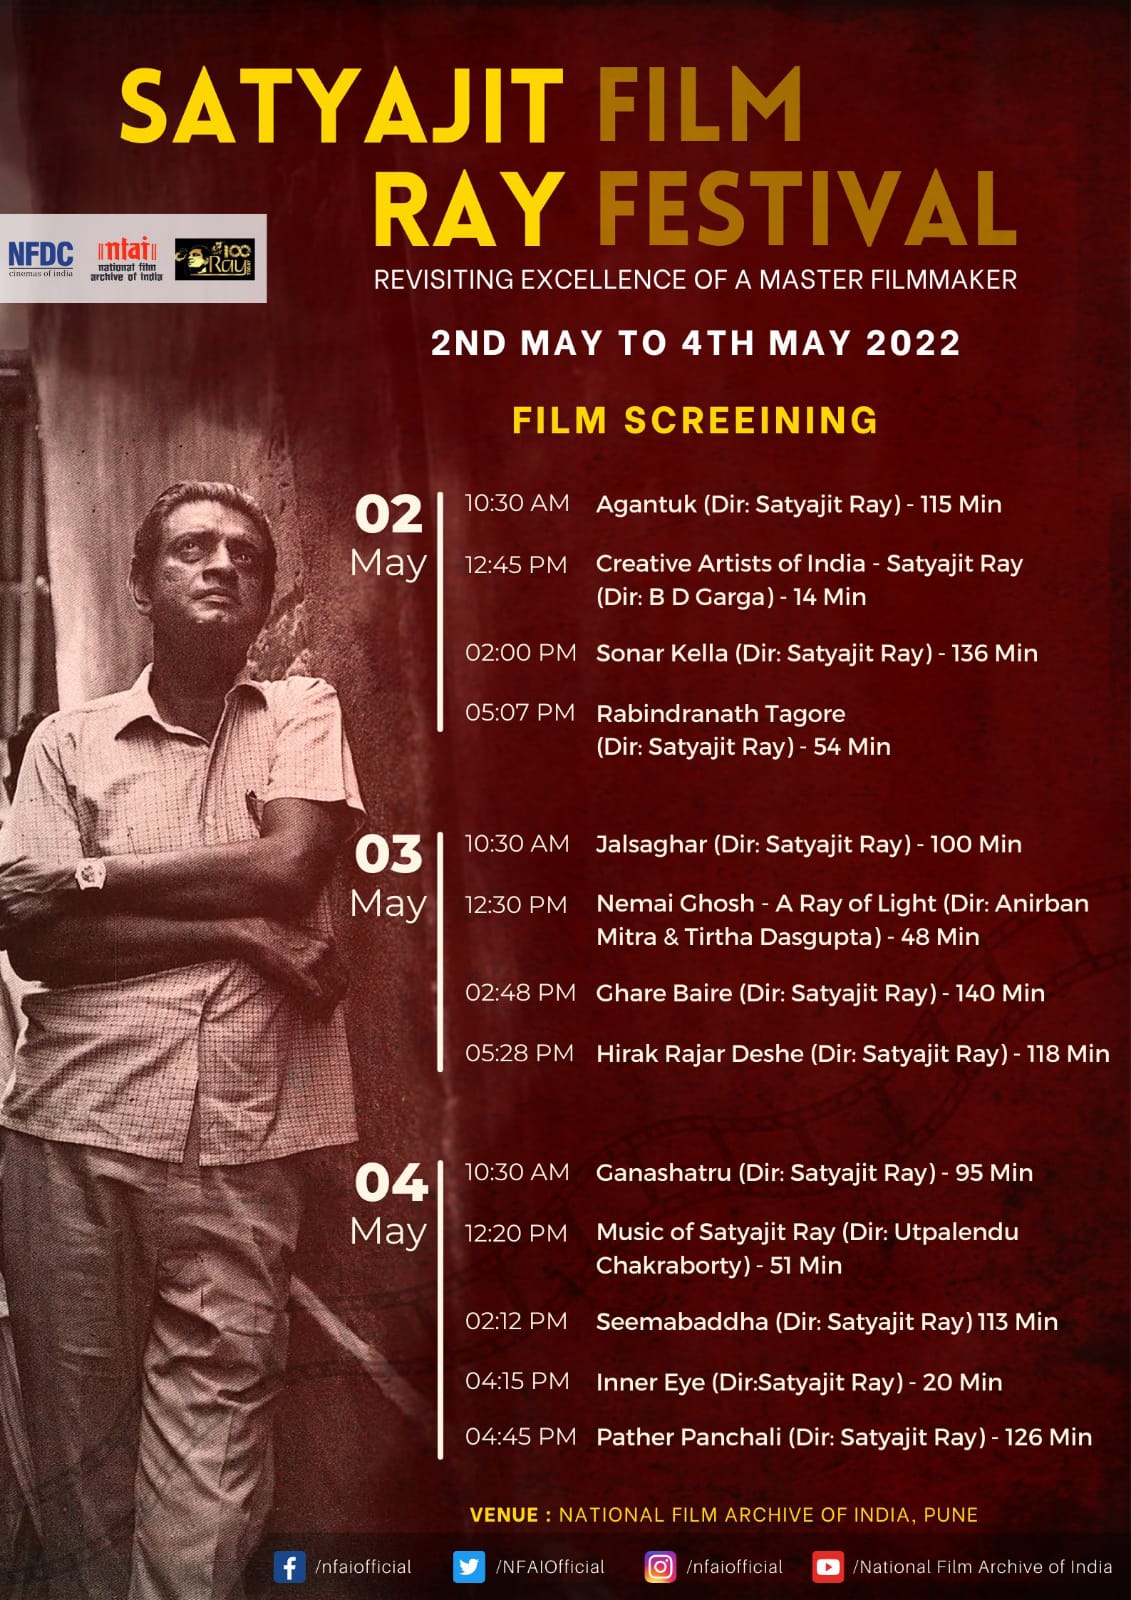 SATYAJIT FILM
RAY FESTIVAL
NFDC
cinemas of india
nfai
national film
archive of india
100
Ray
REVISITING EXCELLENCE OF A MASTER FILMMAKER
2ND MAY TO 4TH MAY 2022
FILM SCREEINING
02
May
10:30 AM Agantuk (Dir: Satyajit Ray) - 115 Min
12:45 PM Creative Artists of India - Satyajit Ray
(Dir: B D Garga) - 14 Min
02:00 PM Sonar Kella (Dir: Satyajit Ray) - 136 Min
05:07 PM Rabindranath Tagore
(Dir: Satyajit Ray) - 54 Min
03
May
10:30 AM Jalsaghar (Dir: Satyajit Ray) - 100 Min
12:30 PM Nemai Ghosh - A Ray of Light (Dir: Anirban
Mitra & Tirtha Dasgupta) - 48 Min
02:48 PM Ghare Baire (Dir: Satyajit Ray) - 140 Min
05:28 PM Hirak Rajar Deshe (Dir: Satyajit Ray) - 118 Min
04
May
10:30 AM Ganashatru (Dir: Satyajit Ray) - 95 Min
12:20 PM Music of Satyajit Ray (Dir: Utpalendu
Chakraborty) - 51 Min
02:12 PM Seemabaddha (Dir: Satyajit Ray) 113 Min
04:15 PM Inner Eye (Dir:Satyajit Ray) - 20 Min
04:45 PM Pather Panchali (Dir: Satyajit Ray) - 126 Min
VENUE : NATIONAL FILM ARCHIVE OF INDIA, PUNE
/nfaiofficial /NFAIOfficial /nfaiofficial /National Film Archive of India